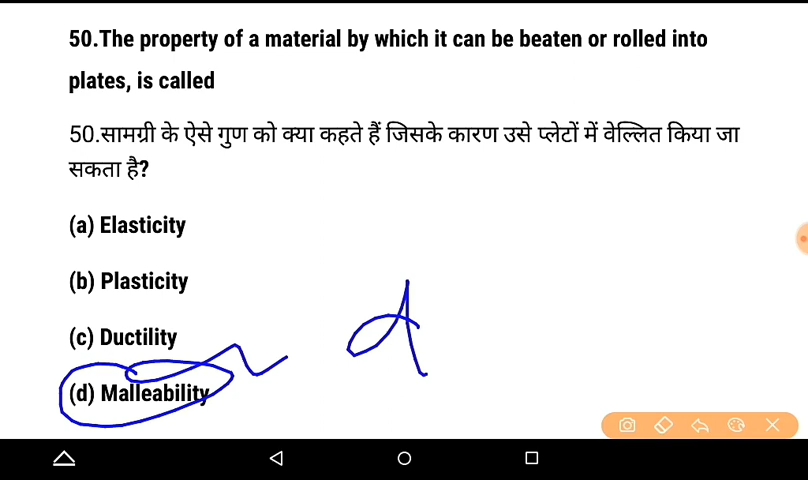 50.The property of a material by which it can be beaten or rolled into
plates, is called
50.सामग्री के ऐसे गुण को क्या कहते हैं जिसके कारण उसे प्लेटों में वेल्लित किया जा
सकता है?
(a) Elasticity
(b) Plasticity
(c) Ductility
d
(d) Malleability